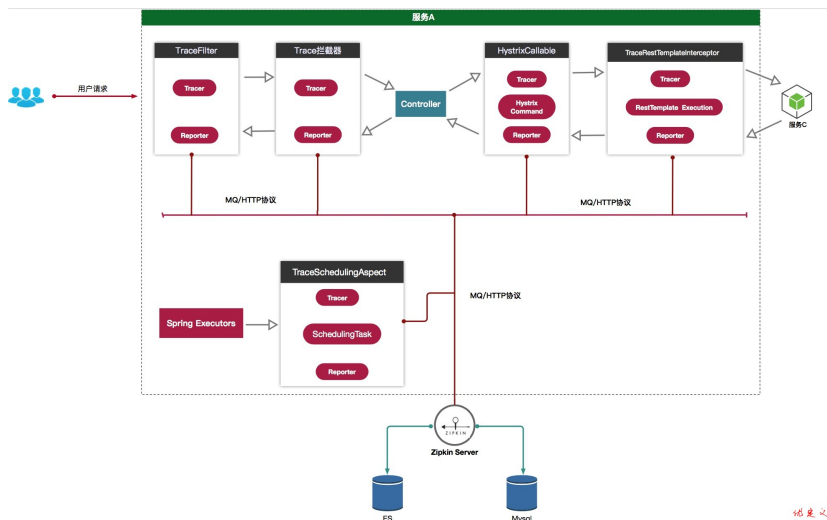 服务A
TraceFilter
Trace拦截器
HystrixCallable
TraceRestTemplateInterceptor
用户请求
Tracer
Tracer
Tracer
Tracer
Controller
Hystrix
Command
RestTemplate Execution
Reporter
Reporter
Reporter
Reporter
服务C
MQ/HTTP协议
MQ/HTTP协议
TraceSchedulingAspect
Tracer
MQ/HTTP协议
Spring Executors
SchedulingTask
Reporter
ZIPKIN
Zipkin Server
ES
Mysql